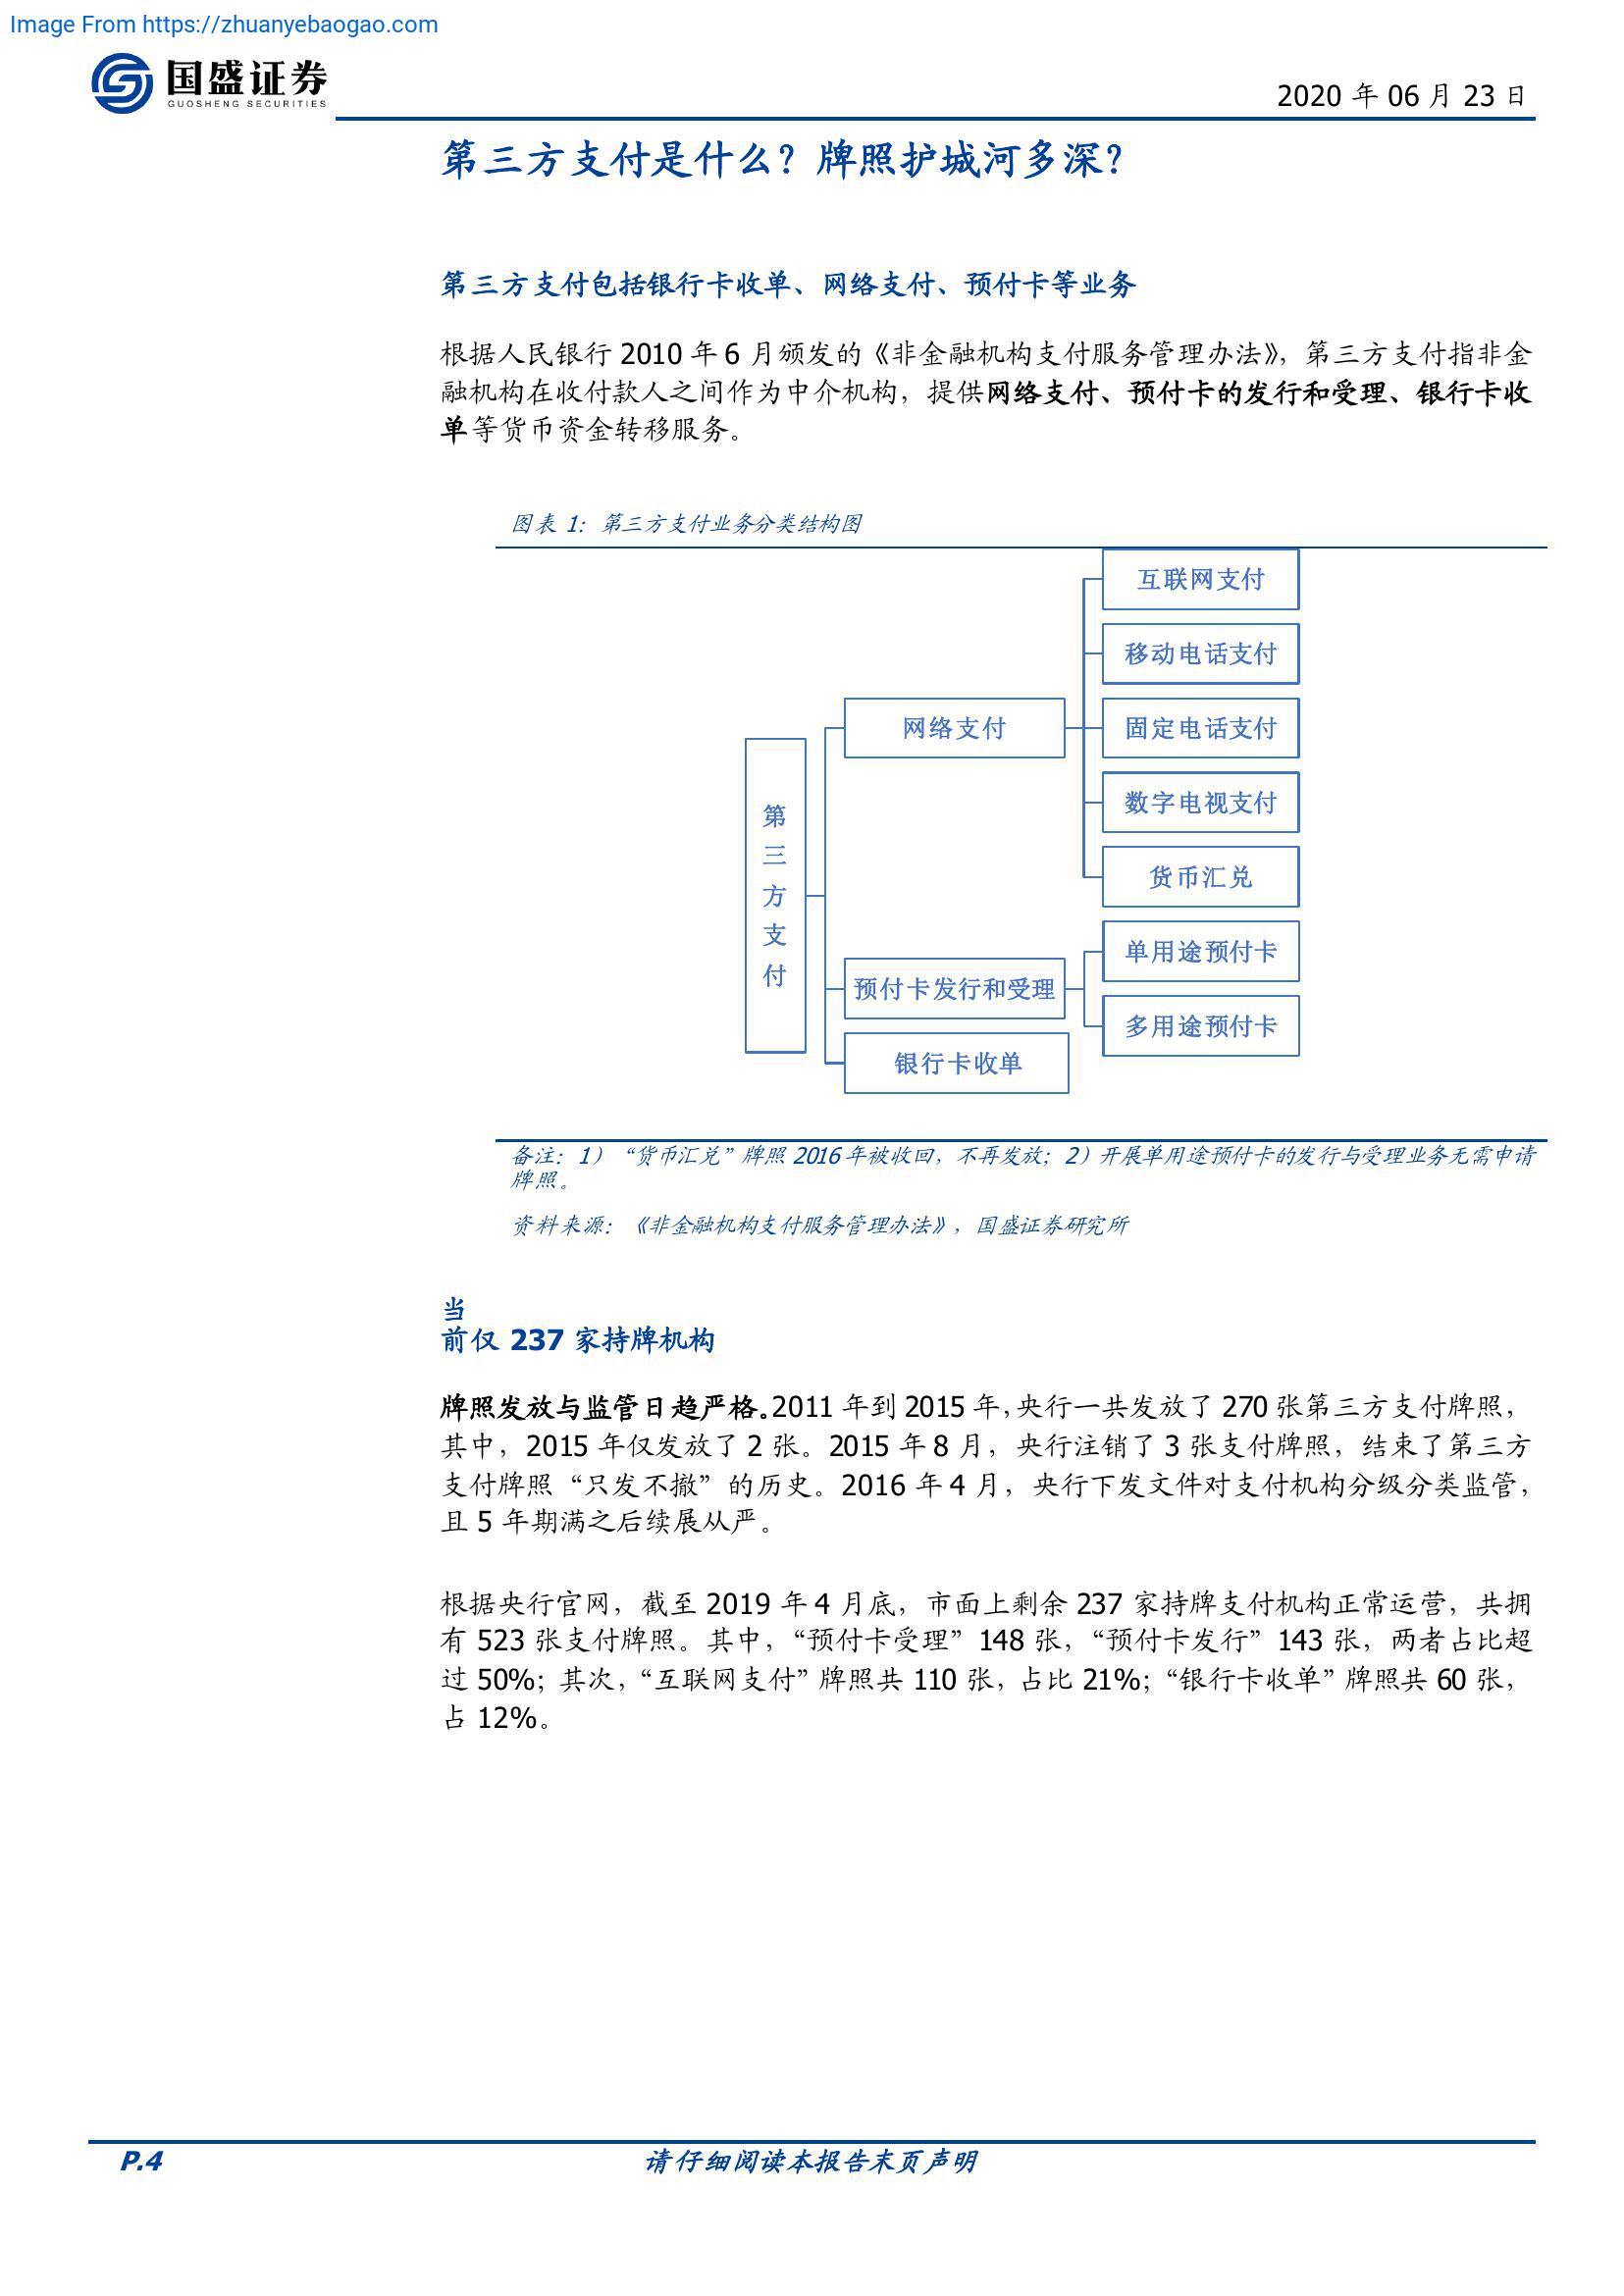 Image From https://zhuanyebaogao.com
国盛证券
GUOSHENG SECURITIES
2020 年 06 月 23 日
第三方支付是什么？牌照护城河多深？
第三方支付包括银行卡收单、网络支付、预付卡等业务
根据人民银行 2010 年 6 月颁发的《非金融机构支付服务管理办法》，第三方支付指非金
融机构在收付款人之间作为中介机构，提供网络支付、预付卡的发行和受理、银行卡收
单等货币资金转移服务。
图表 1：第三方支付业务分类结构图
互联网支付
移动电话支付
网络支付
固定电话支付
数字电视支付
第三方支付
货币汇兑
单用途预付卡
预付卡发行和受理
多用途预付卡
银行卡收单
备注：1）“货币汇兑”牌照 2016 年被收回，不再发放；2）开展单用途预付卡的发行与受理业务无需申请
牌照。
资料来源：《非金融机构支付服务管理办法》，国盛证券研究所
当
前仅 237 家持牌机构
牌照发放与监管日趋严格。2011 年到 2015 年，央行一共发放了 270 张第三方支付牌照，
其中，2015 年仅发放了 2 张。2015 年 8 月，央行注销了 3 张支付牌照，结束了第三方
支付牌照“只发不撤”的历史。2016 年 4 月，央行下发文件对支付机构分级分类监管，
且 5 年期满之后续展从严。
根据央行官网，截至 2019 年 4 月底，市面上剩余 237 家持牌支付机构正常运营，共拥
有 523 张支付牌照。其中，“预付卡受理”148 张，“预付卡发行”143 张，两者占比超
过 50%；其次，“互联网支付”牌照共 110 张，占比 21%；“银行卡收单”牌照共 60 张，
占 12%。
P.4
请仔细阅读本报告末页声明